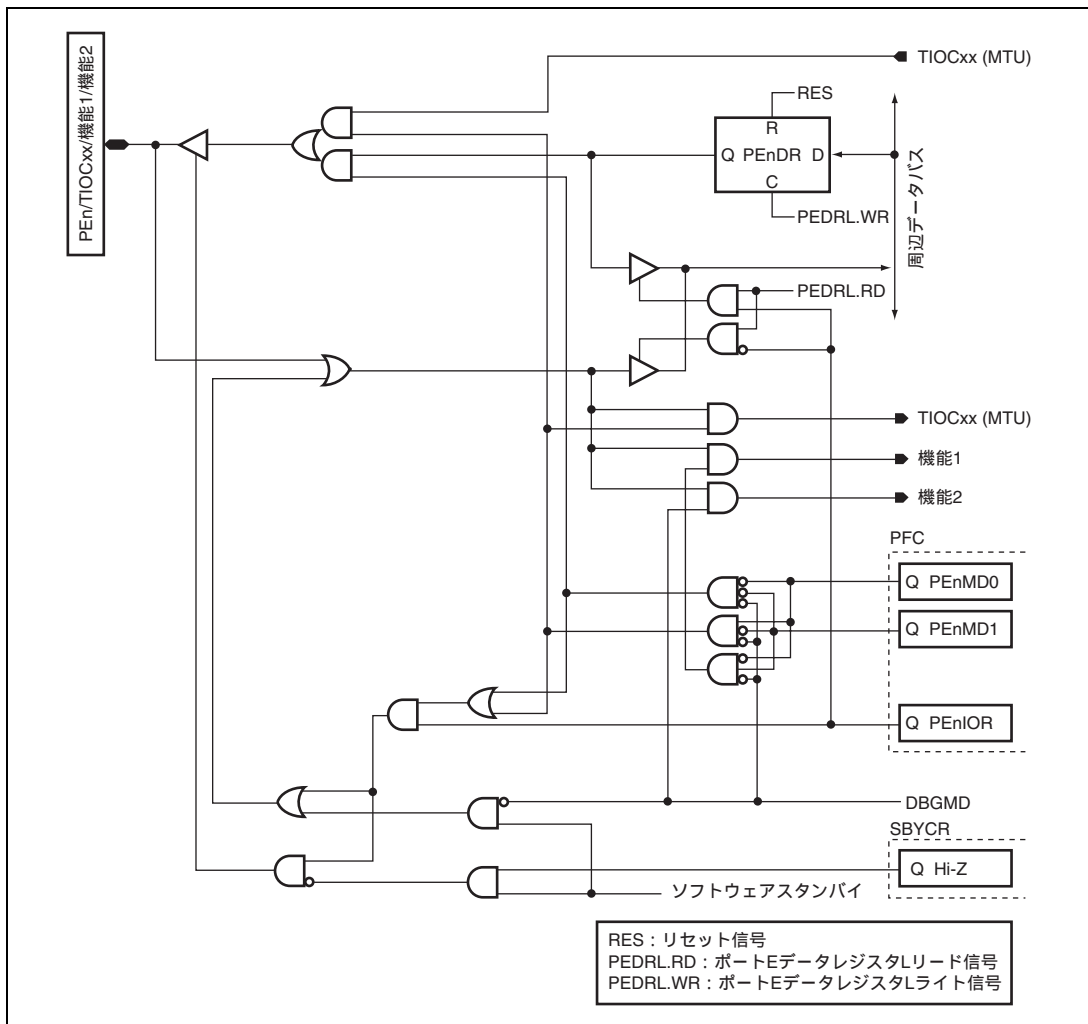 PEn/TIOCxx/機能1/機能2
TIOCxx (MTU)
RES
R
Q PEnDR D
C
PEDRL.WR
周辺データバス
PEDRL.RD
TIOCxx (MTU)
機能1
機能2
PFC
Q PEnMD0
Q PEnMD1
Q PEnIOR
DBGMD
SBYCR
Q Hi-Z
ソフトウェアスタンバイ
RES：リセット信号
PEDRL.RD：ポートEデータレジスタLリード信号
PEDRL.WR：ポートEデータレジスタLライト信号